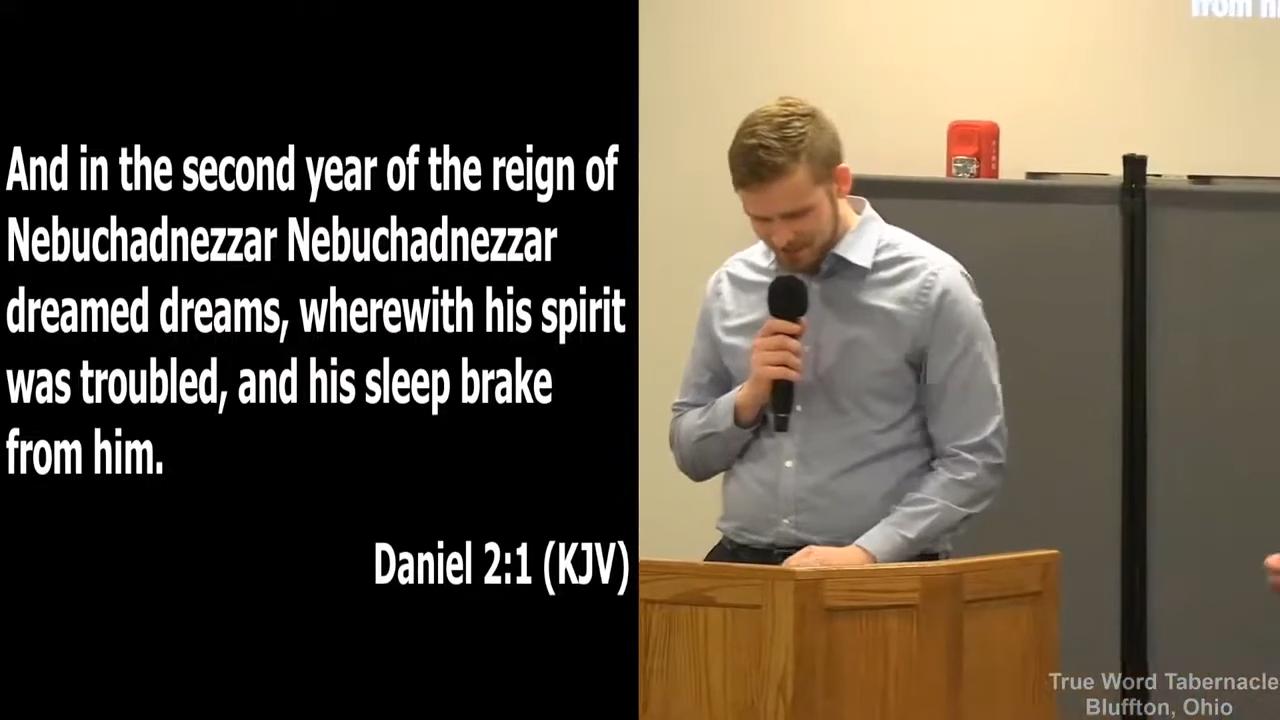 And in the second year of the reign of
Nebuchadnezzar Nebuchadnezzar
dreamed dreams, wherewith his spirit
was troubled, and his sleep brake
from him.
Daniel 2:1 (KJV)
from
True Word Tabernacle
Bluffton, Ohio